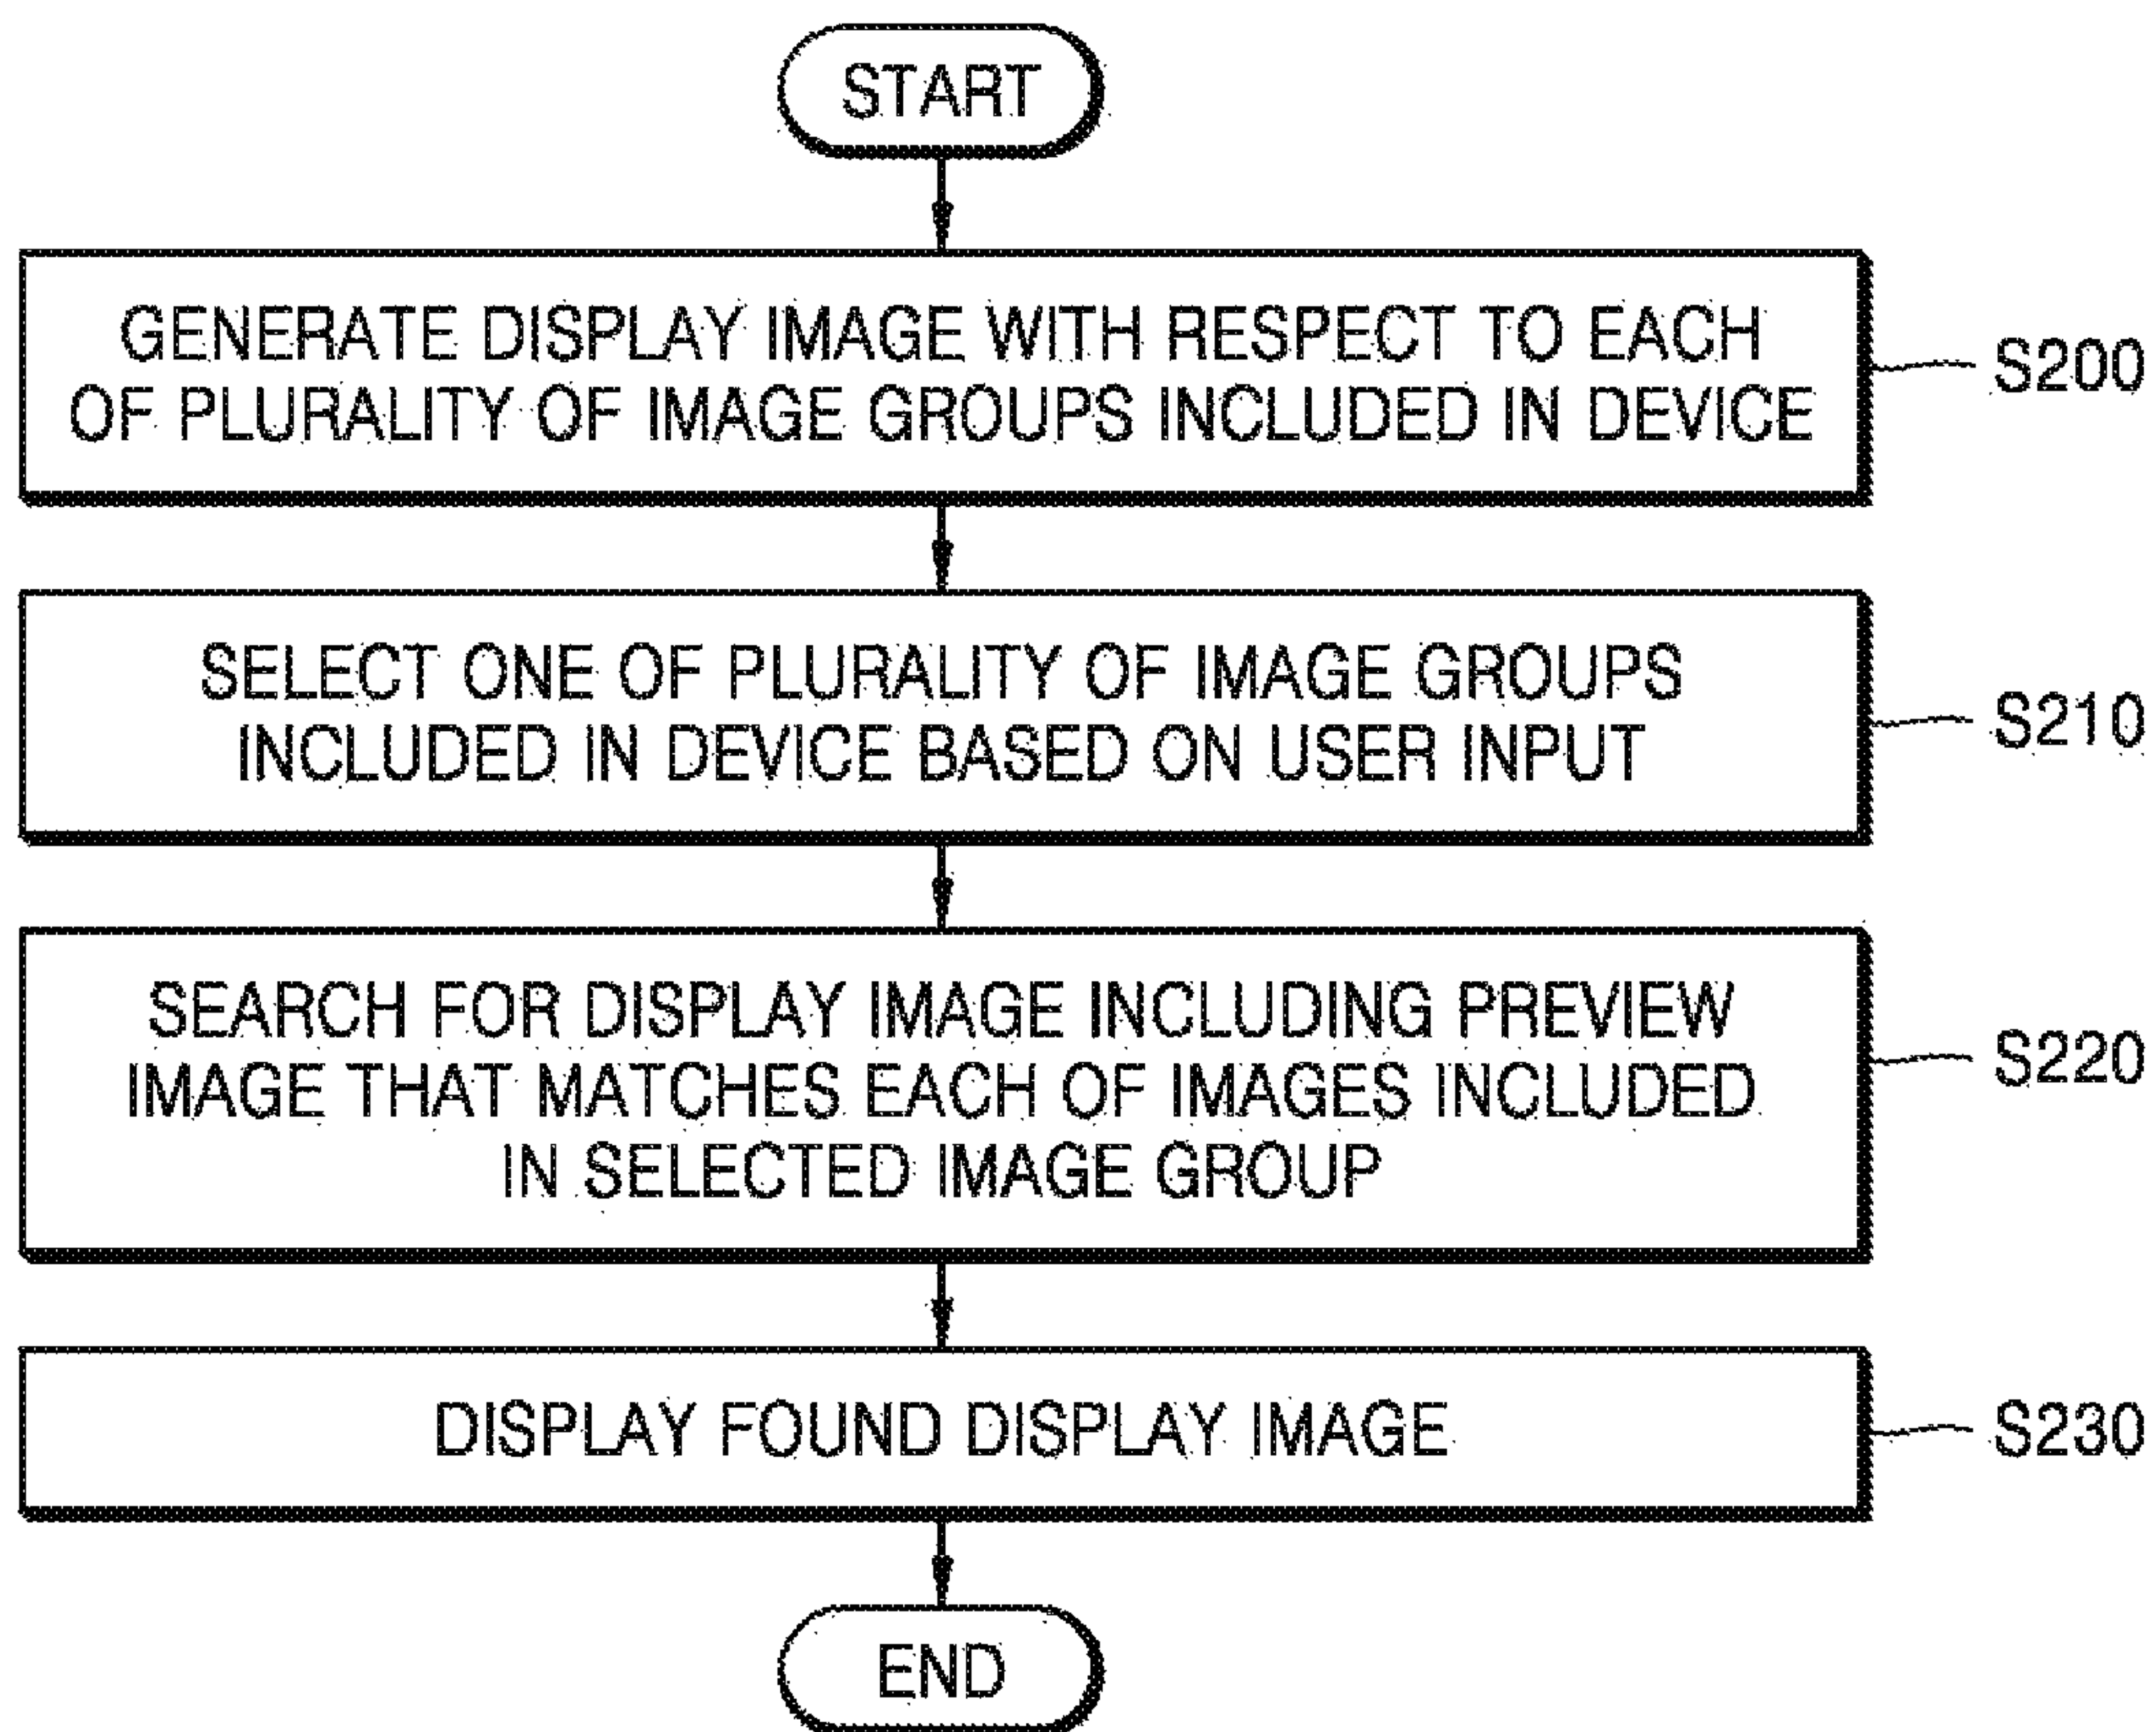 START
GENERATE DISPLAY IMAGE WITH RESPECT TO EACH
OF PLURALITY OF IMAGE GROUPS INCLUDED IN DEVICE
S200
SELECT ONE OF PLURALITY OF IMAGE GROUPS
INCLUDED IN DEVICE BASED ON USER INPUT
S210
SEARCH FOR DISPLAY IMAGE INCLUDING PREVIEW
IMAGE THAT MATCHES EACH OF IMAGES INCLUDED
IN SELECTED IMAGE GROUP
S220
DISPLAY FOUND DISPLAY IMAGE
S230
END